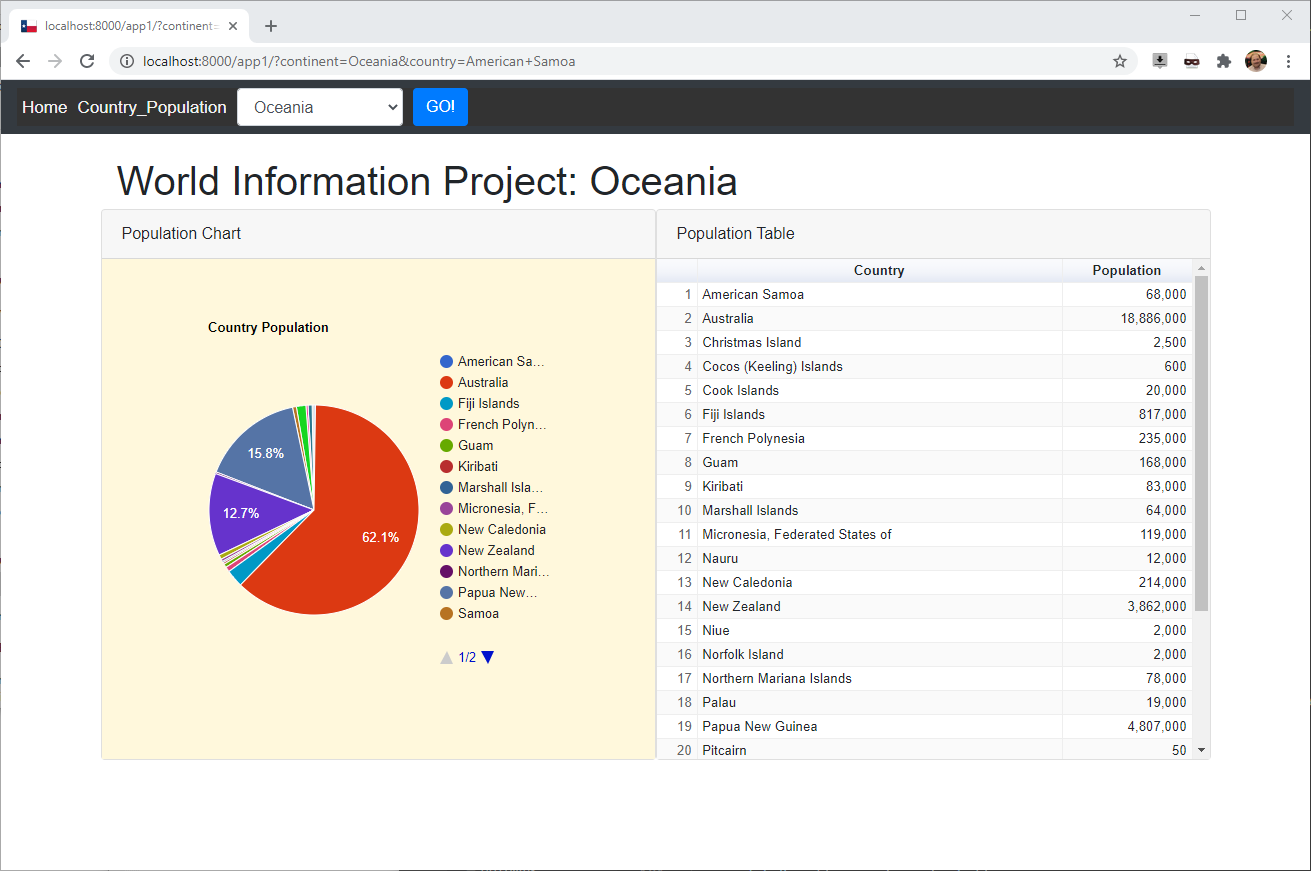 localhost:8000/app1/?continent=
localhost:8000/app1/?continent=Oceania&country=American+Samoa
Home Country_Population Oceania GO!
World Information Project: Oceania
Population Chart
Country Population
American Sa...
Australia
Fiji Islands
French Polyn...
Guam
Kiribati
Marshall Isla...
Micronesia, F...
New Caledonia
New Zealand
Northern Mari...
Papua New...
Samoa
1/2
15.8%
12.7%
62.1%
Population Table
Country Population
1 American Samoa 68,000
2 Australia 18,886,000
3 Christmas Island 2,500
4 Cocos (Keeling) Islands 600
5 Cook Islands 20,000
6 Fiji Islands 817,000
7 French Polynesia 235,000
8 Guam 168,000
9 Kiribati 83,000
10 Marshall Islands 64,000
11 Micronesia, Federated States of 119,000
12 Nauru 12,000
13 New Caledonia 214,000
14 New Zealand 3,862,000
15 Niue 2,000
16 Norfolk Island 2,000
17 Northern Mariana Islands 78,000
18 Palau 19,000
19 Papua New Guinea 4,807,000
20 Pitcairn 50